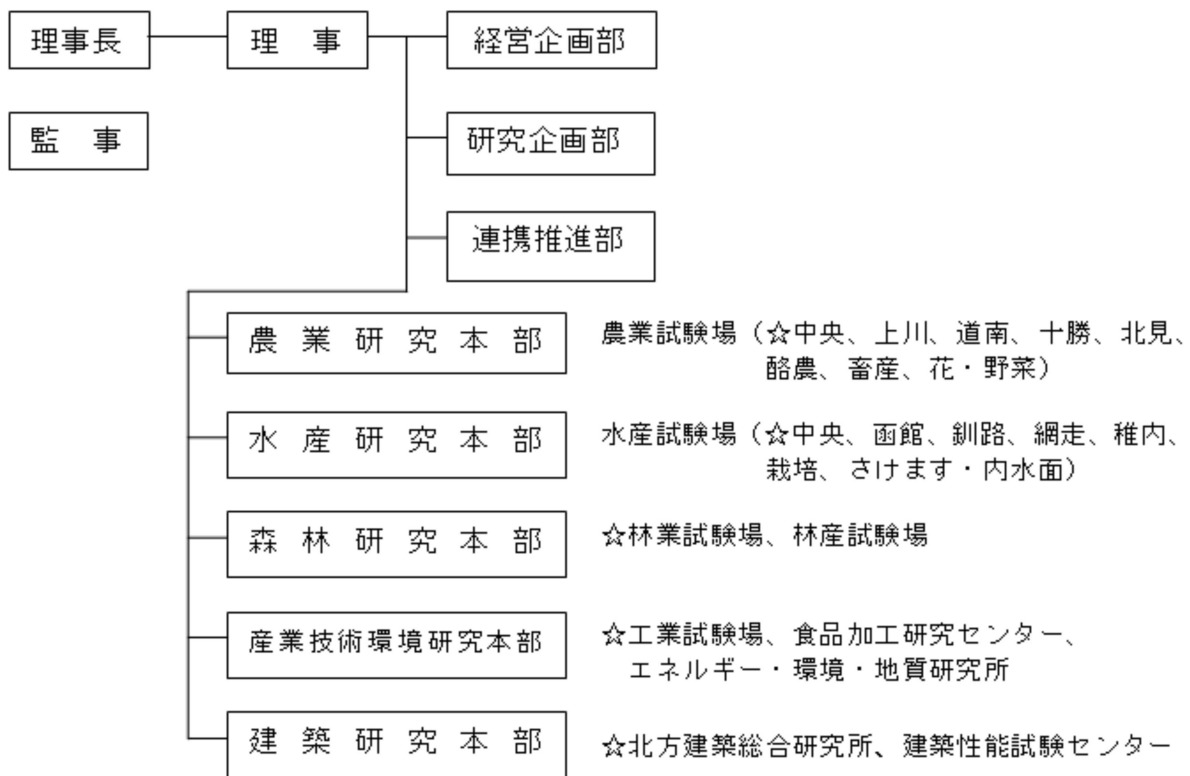 理事長
理　事
経営企画部
監　事
研究企画部
連携推進部
農業研究本部
農業試験場（☆中央、上川、道南、十勝、北見、
酪農、畜産、花・野菜）
水産研究本部
水産試験場（☆中央、函館、釧路、網走、稚内、
栽培、さけます・内水面）
森林研究本部
☆林業試験場、林産試験場
産業技術環境研究本部
☆工業試験場、食品加工研究センター、
エネルギー・環境・地質研究所
建築研究本部
☆北方建築総合研究所、建築性能試験センター